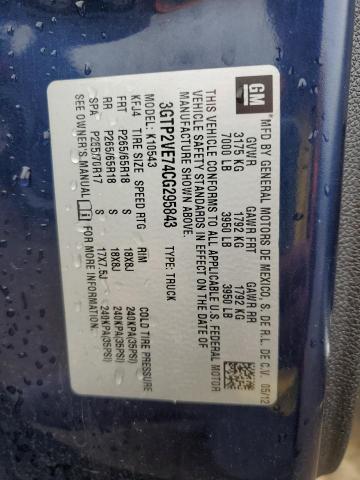 GM
MFD BY GENERAL MOTORS DE MEXICO, S. DE R.L. DE C.V. 05/12
GVWR GAWR FRT GAWR RR
3175 KG 1792 KG 1792 KG
7000 LB 3950 LB 3950 LB
THIS VEHICLE CONFORMS TO ALL APPLICABLE U.S. FEDERAL MOTOR
VEHICLE SAFETY STANDARDS IN EFFECT ON THE DATE OF
MANUFACTURE SHOWN ABOVE.
3GTP2VE74CG295843 TYPE: TRUCK
MODEL: K10543
KFJ4 TIRE SIZE SPEED RTG RIM COLD TIRE PRESSURE
FRT P265/65R18 S 18X8J 240KPA(35PSI)
RR P265/65R18 S 18X8J 240KPA(35PSI)
SPA P265/70R17 S 17X7.5J 240KPA(35PSI)
SEE OWNER'S MANUAL FOR MORE INFORMATION.